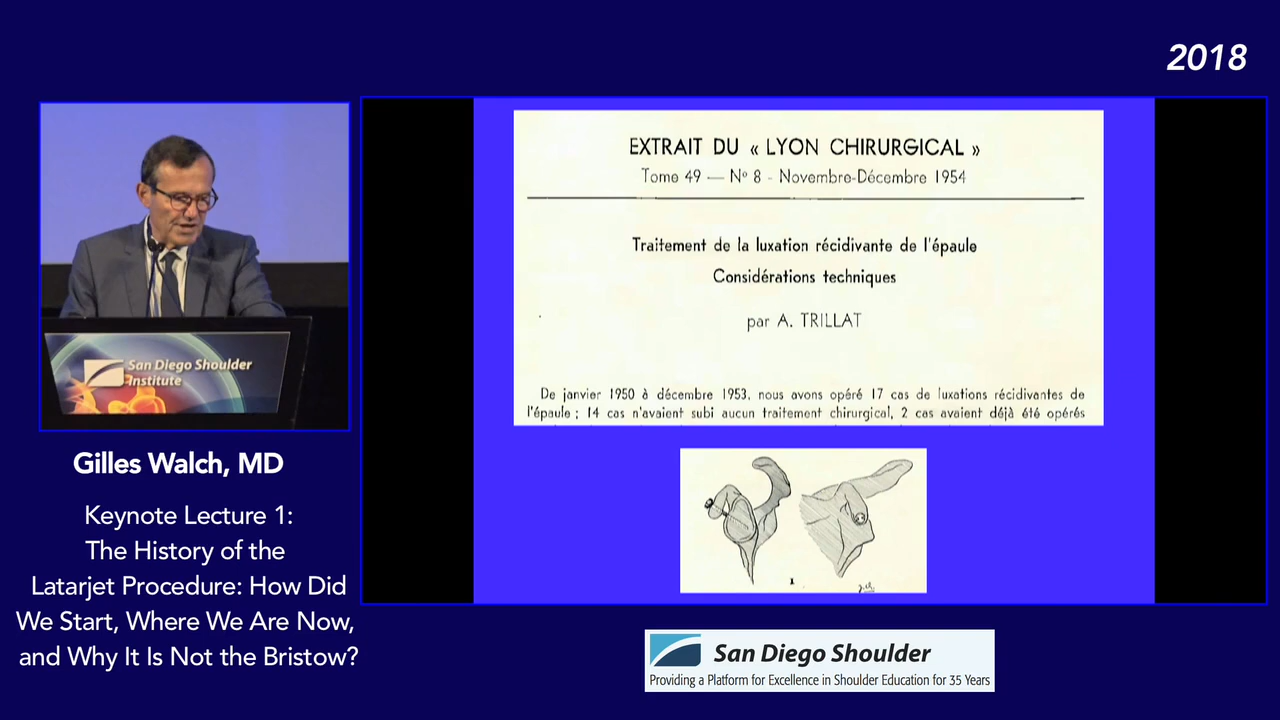 2018
EXTRAIT DU « LYON CHIRURGICAL »
Tome 49 — Nº 8 - Novembre-Décembre 1954
Traitement de la luxation récidivante de l'épaule
Considérations techniques
par A. TRILLAT
De janvier 1950 à décembre 1953, nous avons opéré 17 cas de luxations récidivantes de
l'épaule ; 14 cas n'avaient subi aucun traitement chirurgical, 2 cas avaient déjà été opérés
San Diego Shoulder
Institute
Gilles Walch, MD
Keynote Lecture 1:
The History of the
Latarjet Procedure: How Did
We Start, Where We Are Now,
and Why It Is Not the Bristow?
San Diego Shoulder
Providing a Platform for Excellence in Shoulder Education for 35 Years